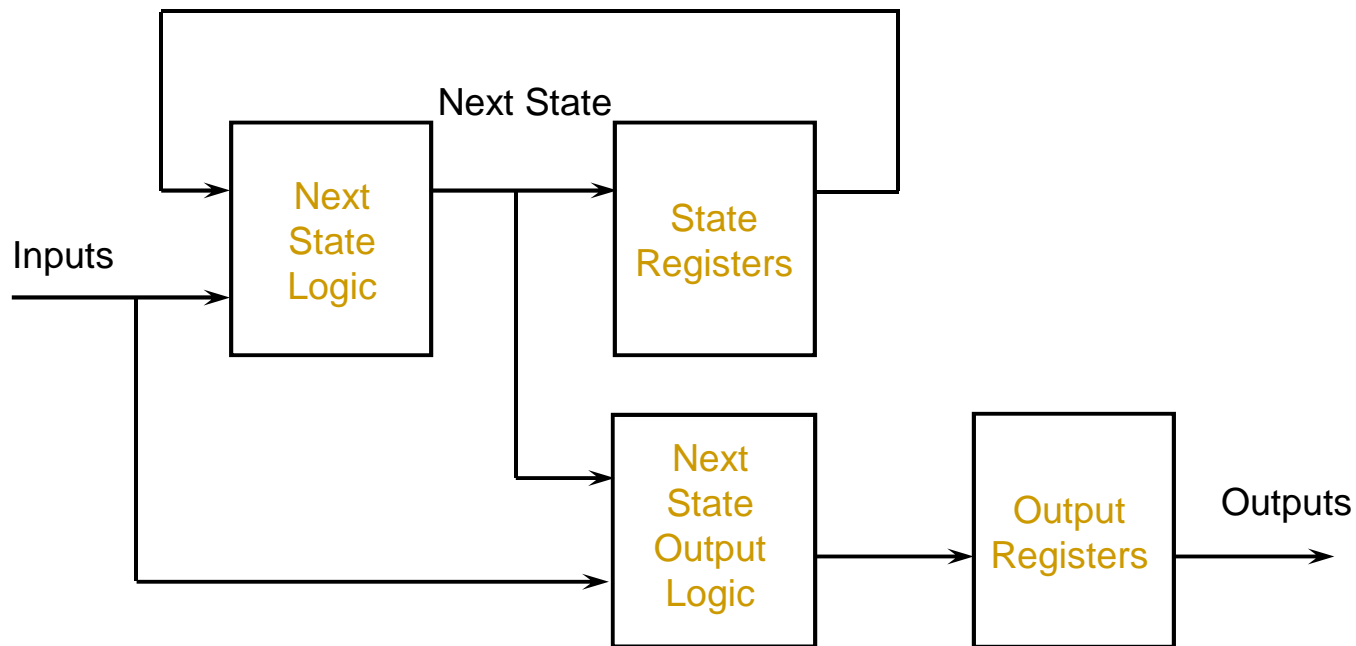 Next State
Next
State
Logic
State
Registers
Inputs
Next
State
Output
Logic
Output
Registers
Outputs